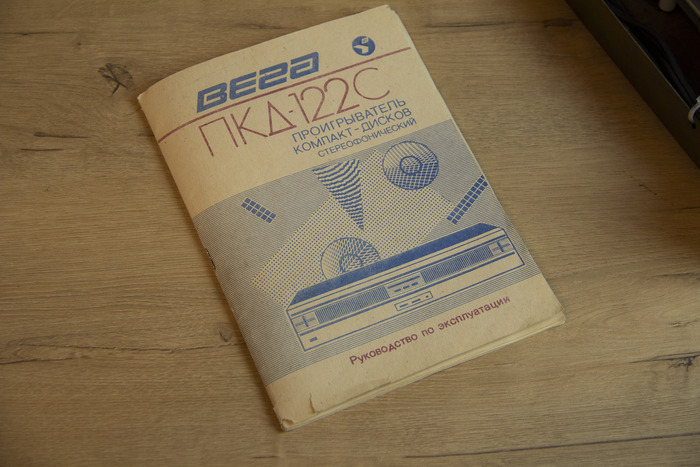 Вега
ПКД-122С
ПРОИГРЫВАТЕЛЬ
КОМПАКТ-ДИСКОВ
СТЕРЕОФОНИЧЕСКИЙ
Руководство по эксплуатации